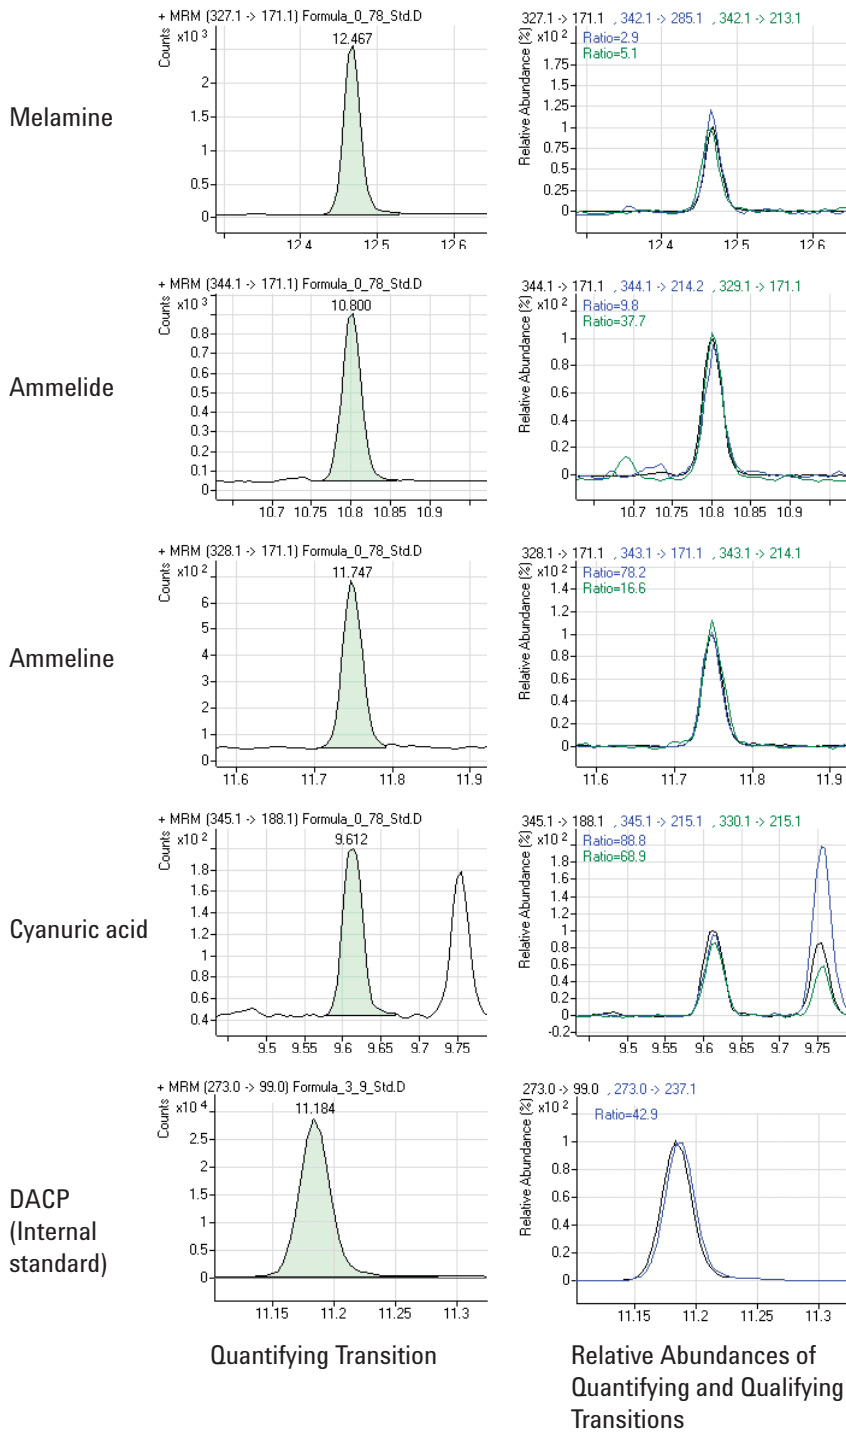 + MRM (327.1 -> 171.1) Formula_0_78_Std.D
Counts
x10 3
12.467
2
1.5
1
0.5
0
12.4 12.5 12.6
327.1 -> 171.1 , 342.1 -> 285.1 , 342.1 -> 213.1
Relative Abundance (%)
x10 2
Ratio=2.9
Ratio=5.1
1.75
1.5
1.25
1
0.75
0.5
0.25
0
12.4 12.5 12.6
Melamine
+ MRM (344.1 -> 171.1) Formula_0_78_Std.D
Counts
x10 3
10.800
0.9
0.8
0.7
0.6
0.5
0.4
0.3
0.2
0.1
0
10.7 10.75 10.8 10.85 10.9
344.1 -> 171.1 , 344.1 -> 214.2 , 329.1 -> 171.1
Relative Abundance (%)
x10 2
Ratio=9.8
Ratio=37.7
1
0.8
0.6
0.4
0.2
0
10.7 10.75 10.8 10.85 10.9
Ammelide
+ MRM (328.1 -> 171.1) Formula_0_78_Std.D
Counts
x10 2
11.747
6
5
4
3
2
1
0
11.6 11.7 11.8 11.9
328.1 -> 171.1 , 343.1 -> 171.1 , 343.1 -> 214.1
Relative Abundance (%)
x10 2
Ratio=78.2
Ratio=16.6
1.4
1.2
1
0.8
0.6
0.4
0.2
0
11.6 11.7 11.8 11.9
Ammeline
+ MRM (345.1 -> 188.1) Formula_0_78_Std.D
Counts
x10 2
9.612
1.8
1.6
1.4
1.2
1
0.8
0.6
0.4
9.5 9.55 9.6 9.65 9.7 9.75
345.1 -> 188.1 , 345.1 -> 215.1 , 330.1 -> 215.1
Relative Abundance (%)
x10 2
Ratio=88.8
Ratio=68.9
1.8
1.6
1.4
1.2
1
0.8
0.6
0.4
0.2
0
-0.2
9.5 9.55 9.6 9.65 9.7 9.75
Cyanuric acid
+ MRM (273.0 -> 99.0) Formula_3_9_Std.D
Counts
x10 4
11.184
2.5
2
1.5
1
0.5
0
11.15 11.2 11.25 11.3
273.0 -> 99.0 , 273.0 -> 237.1
Relative Abundance (%)
x10 2
Ratio=42.9
1
0.8
0.6
0.4
0.2
0
11.15 11.2 11.25 11.3
DACP
(Internal
standard)
Quantifying Transition
Relative Abundances of
Quantifying and Qualifying
Transitions